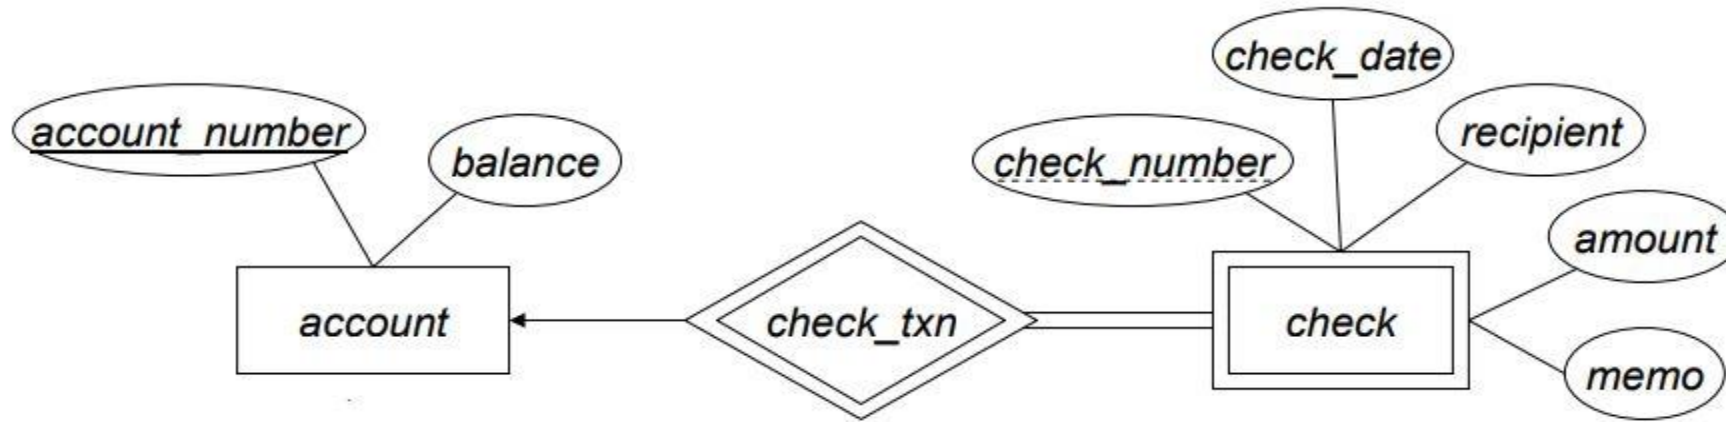 check_date
account_number
balance
check_number
recipient
amount
account
check_txn
check
memo